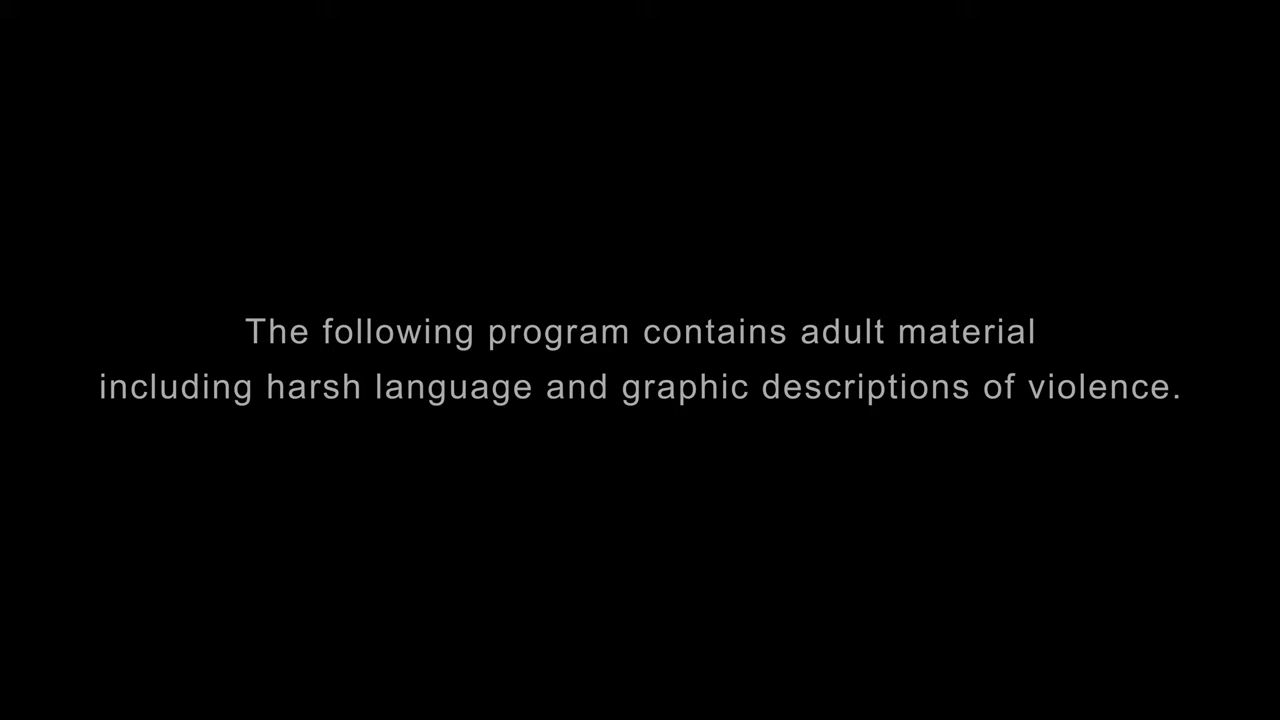 The following program contains adult material
including harsh language and graphic descriptions of violence.